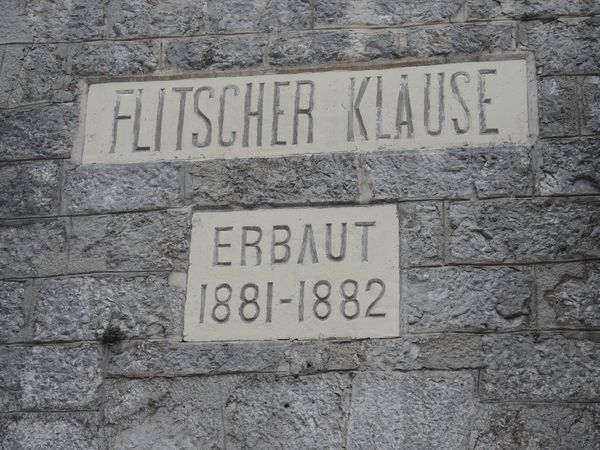 FLITSCHER KLAUSE
ERBAUT
1881-1882